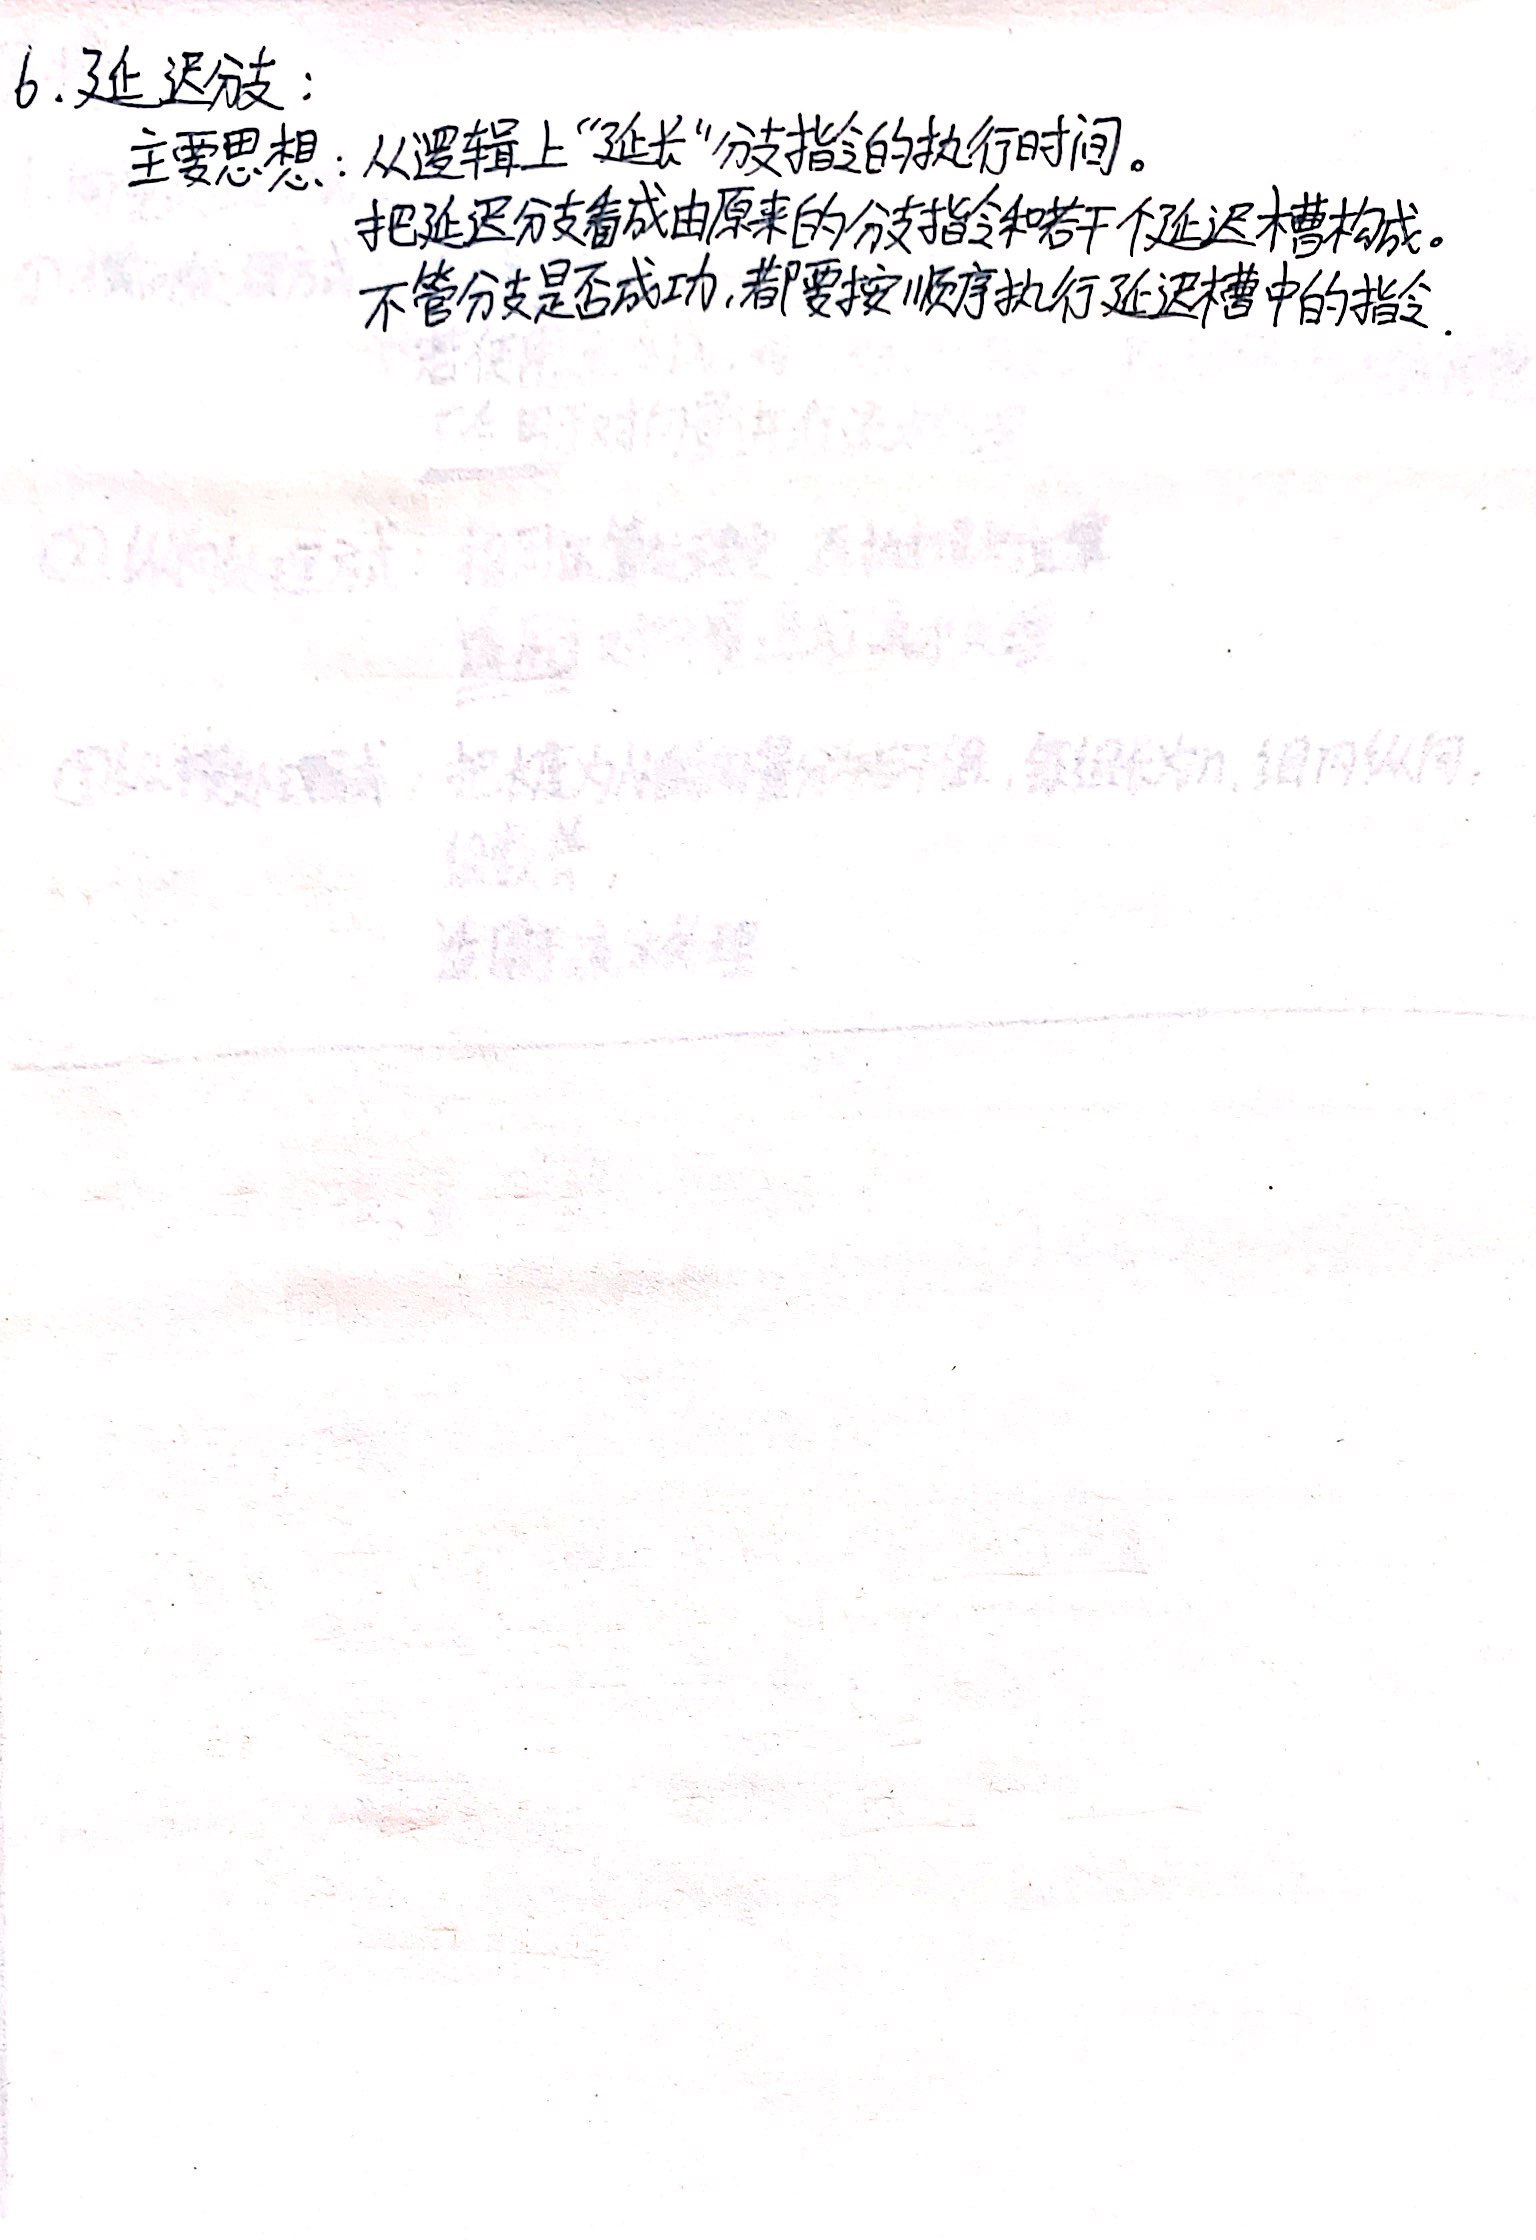 6.延迟分支：
主要思想：从逻辑上“延长”分支指令的执行时间。
把延迟分支看成由原来的分支指令和若干个延迟槽构成。
不管分支是否成功,都要按顺序执行延迟槽中的指令.